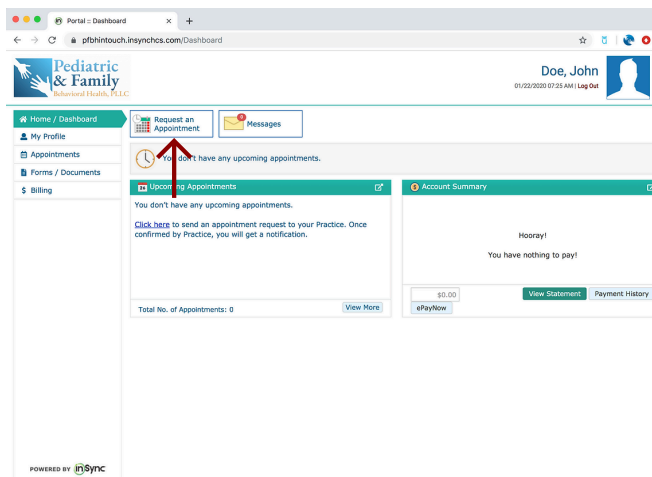 Portal :: Dashboard
pfbhintouch.insynchcs.com/Dashboard
Pediatric
& Family
Behavioral Health, PLLC
Doe, John
01/22/2020 07:25 AM | Log Out
Home / Dashboard
My Profile
Appointments
Forms / Documents
$ Billing
Request an
Appointment
Messages
You don't have any upcoming appointments.
Upcoming Appointments
You don't have any upcoming appointments.
Click here to send an appointment request to your Practice. Once
confirmed by Practice, you will get a notification.
Total No. of Appointments: 0
View More
Account Summary
Hooray!
You have nothing to pay!
$0.00
View Statement
Payment History
ePayNow
POWERED BY inSync